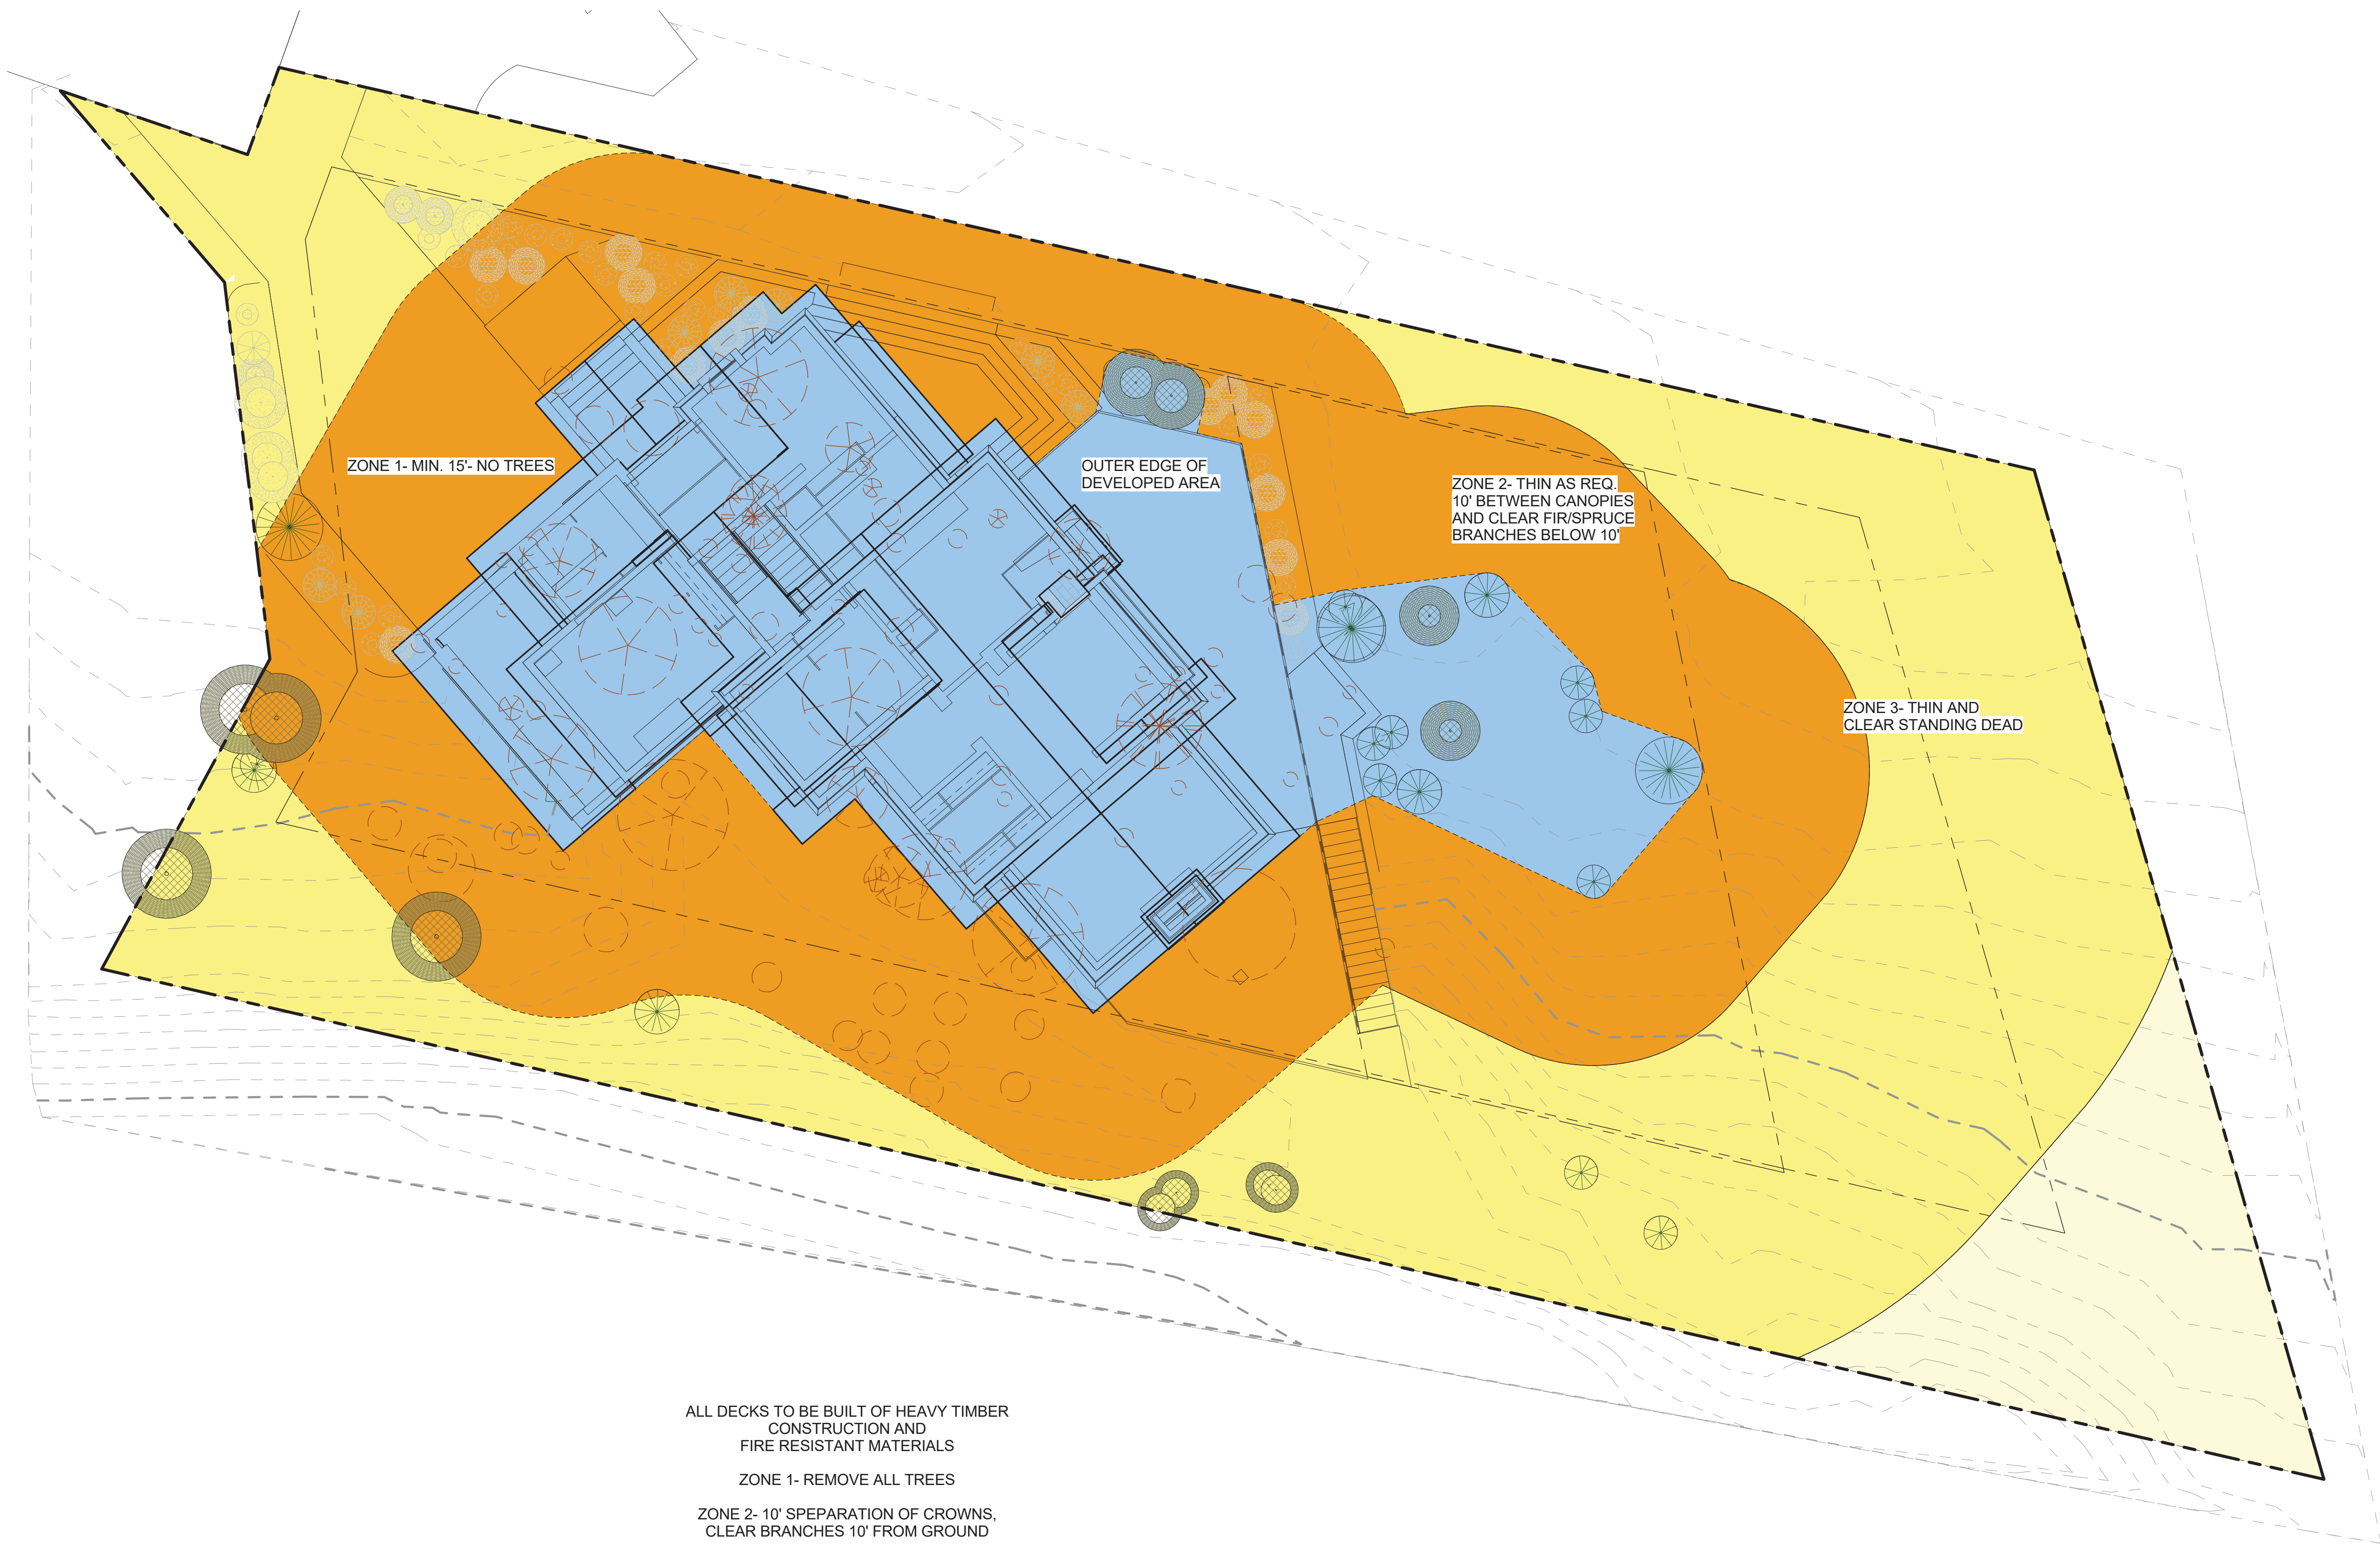 ZONE 1- MIN. 15'- NO TREES
OUTER EDGE OF
DEVELOPED AREA
ZONE 2- THIN AS REQ.
10' BETWEEN CANOPIES
AND CLEAR FIR/SPRUCE
BRANCHES BELOW 10'
ZONE 3- THIN AND
CLEAR STANDING DEAD
ALL DECKS TO BE BUILT OF HEAVY TIMBER
CONSTRUCTION AND
FIRE RESISTANT MATERIALS
ZONE 1- REMOVE ALL TREES
ZONE 2- 10' SPEPARATION OF CROWNS,
CLEAR BRANCHES 10' FROM GROUND